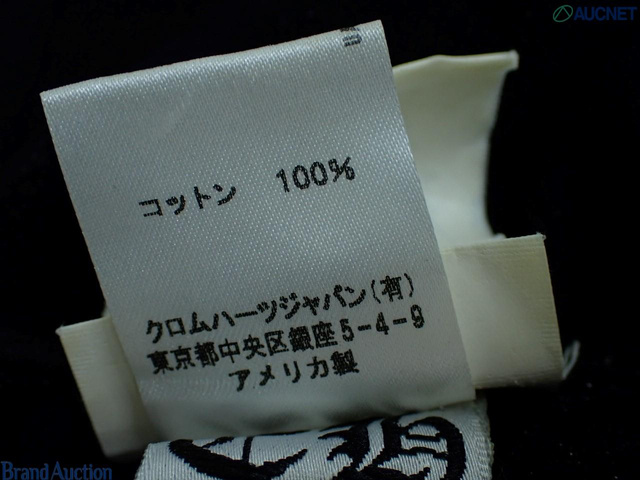 AUCNET
コットン 100%
クロムハーツジャパン(有)
東京都中央区銀座5-4-9
アメリカ製
Brand Auction